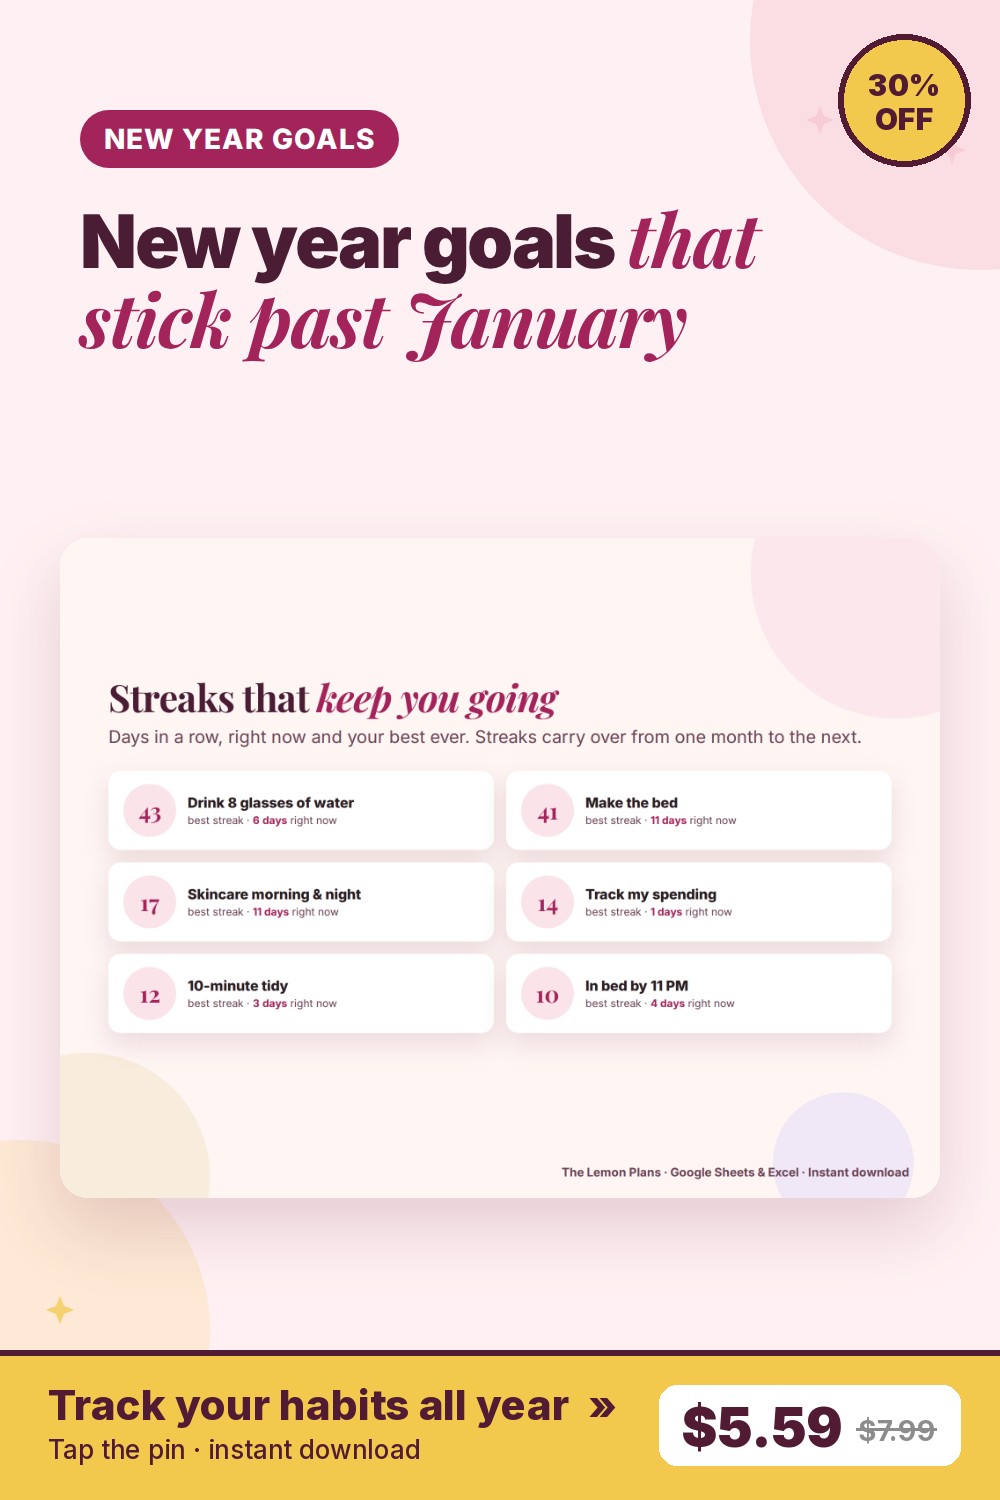 30%
OFF
NEW YEAR GOALS
New year goals that
stick past January
Streaks that keep you going
Days in a row, right now and your best ever. Streaks carry over from one month to the next.
43
Drink 8 glasses of water
best streak · 6 days right now
41
Make the bed
best streak · 11 days right now
17
Skincare morning & night
best streak · 11 days right now
14
Track my spending
best streak · 1 days right now
12
10-minute tidy
best streak · 3 days right now
10
In bed by 11 PM
best streak · 4 days right now
The Lemon Plans · Google Sheets & Excel · Instant download
Track your habits all year »
Tap the pin · instant download
$5.59 $7.99